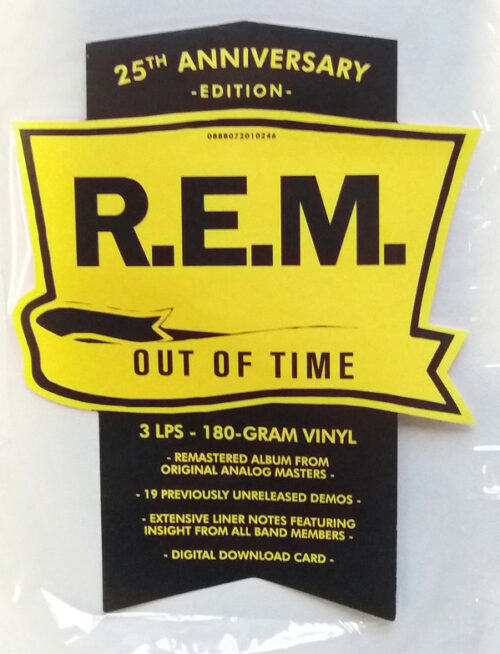 25TH ANNIVERSARY
-EDITION-
0888072010246
R.E.M.
OUT OF TIME
3 LPS - 180-GRAM VINYL
- REMASTERED ALBUM FROM
ORIGINAL ANALOG MASTERS -
- 19 PREVIOUSLY UNRELEASED DEMOS -
- EXTENSIVE LINER NOTES FEATURING
INSIGHT FROM ALL BAND MEMBERS -
- DIGITAL DOWNLOAD CARD -